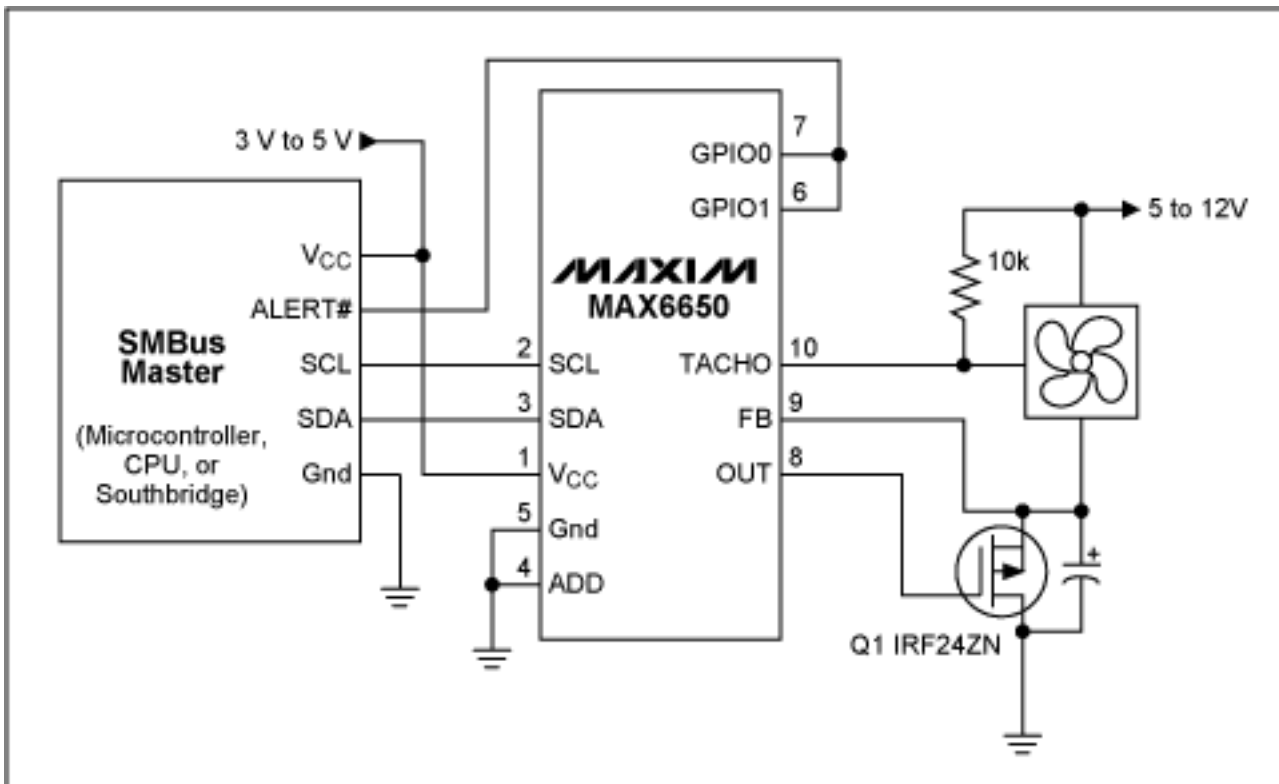 3 V to 5 V
VCC
ALERT#
SCL
SDA
Gnd
SMBus
Master
(Microcontroller,
CPU, or
Southbridge)
2
3
1
5
4
SCL
SDA
VCC
Gnd
ADD
MAXIM
MAX6650
GPIO0
GPIO1
TACHO
FB
OUT
7
6
10
9
8
10k
5 to 12V
+
Q1 IRF24ZN